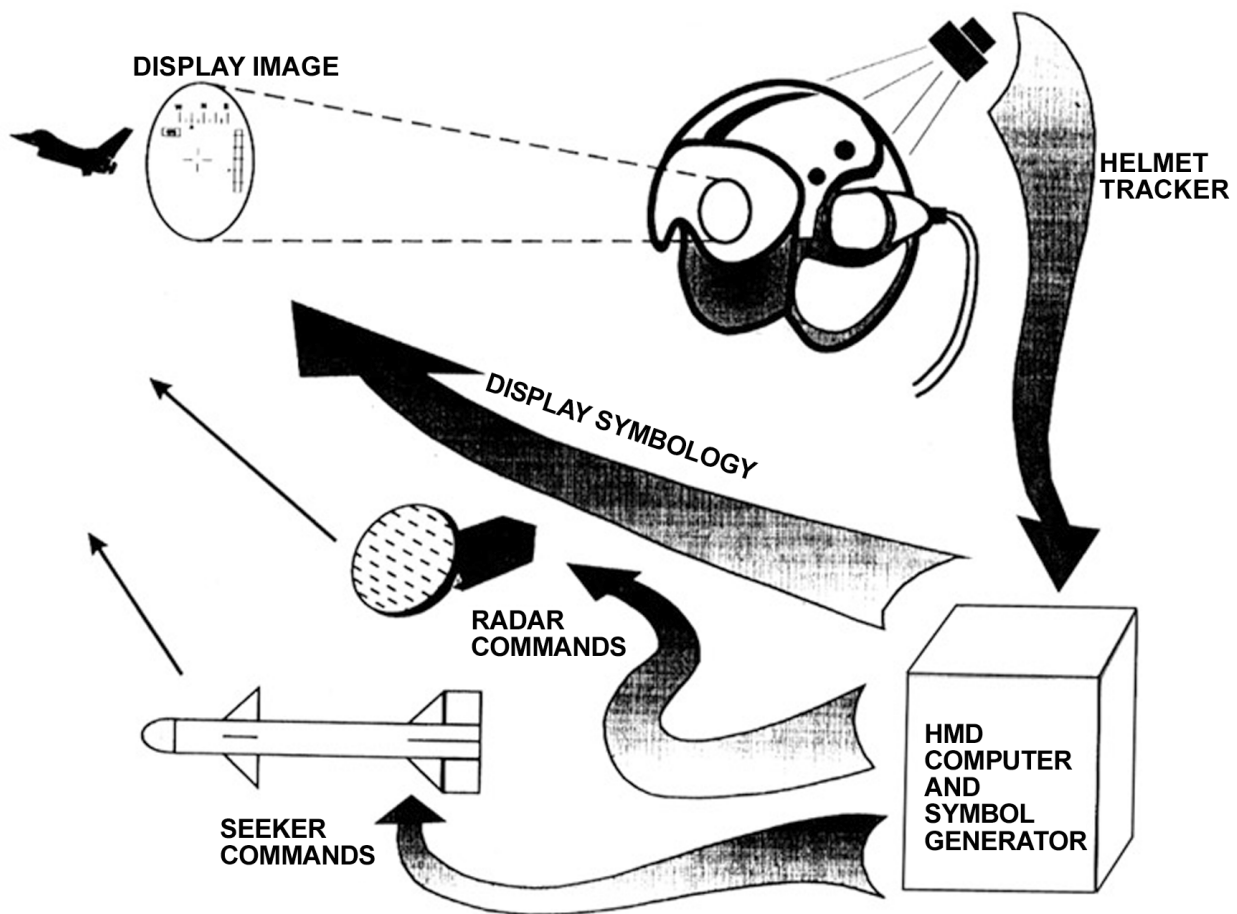 DISPLAY IMAGE
W N E
HELMET
TRACKER
DISPLAY SYMBOLOGY
RADAR
COMMANDS
SEEKER
COMMANDS
HMD
COMPUTER
AND
SYMBOL
GENERATOR